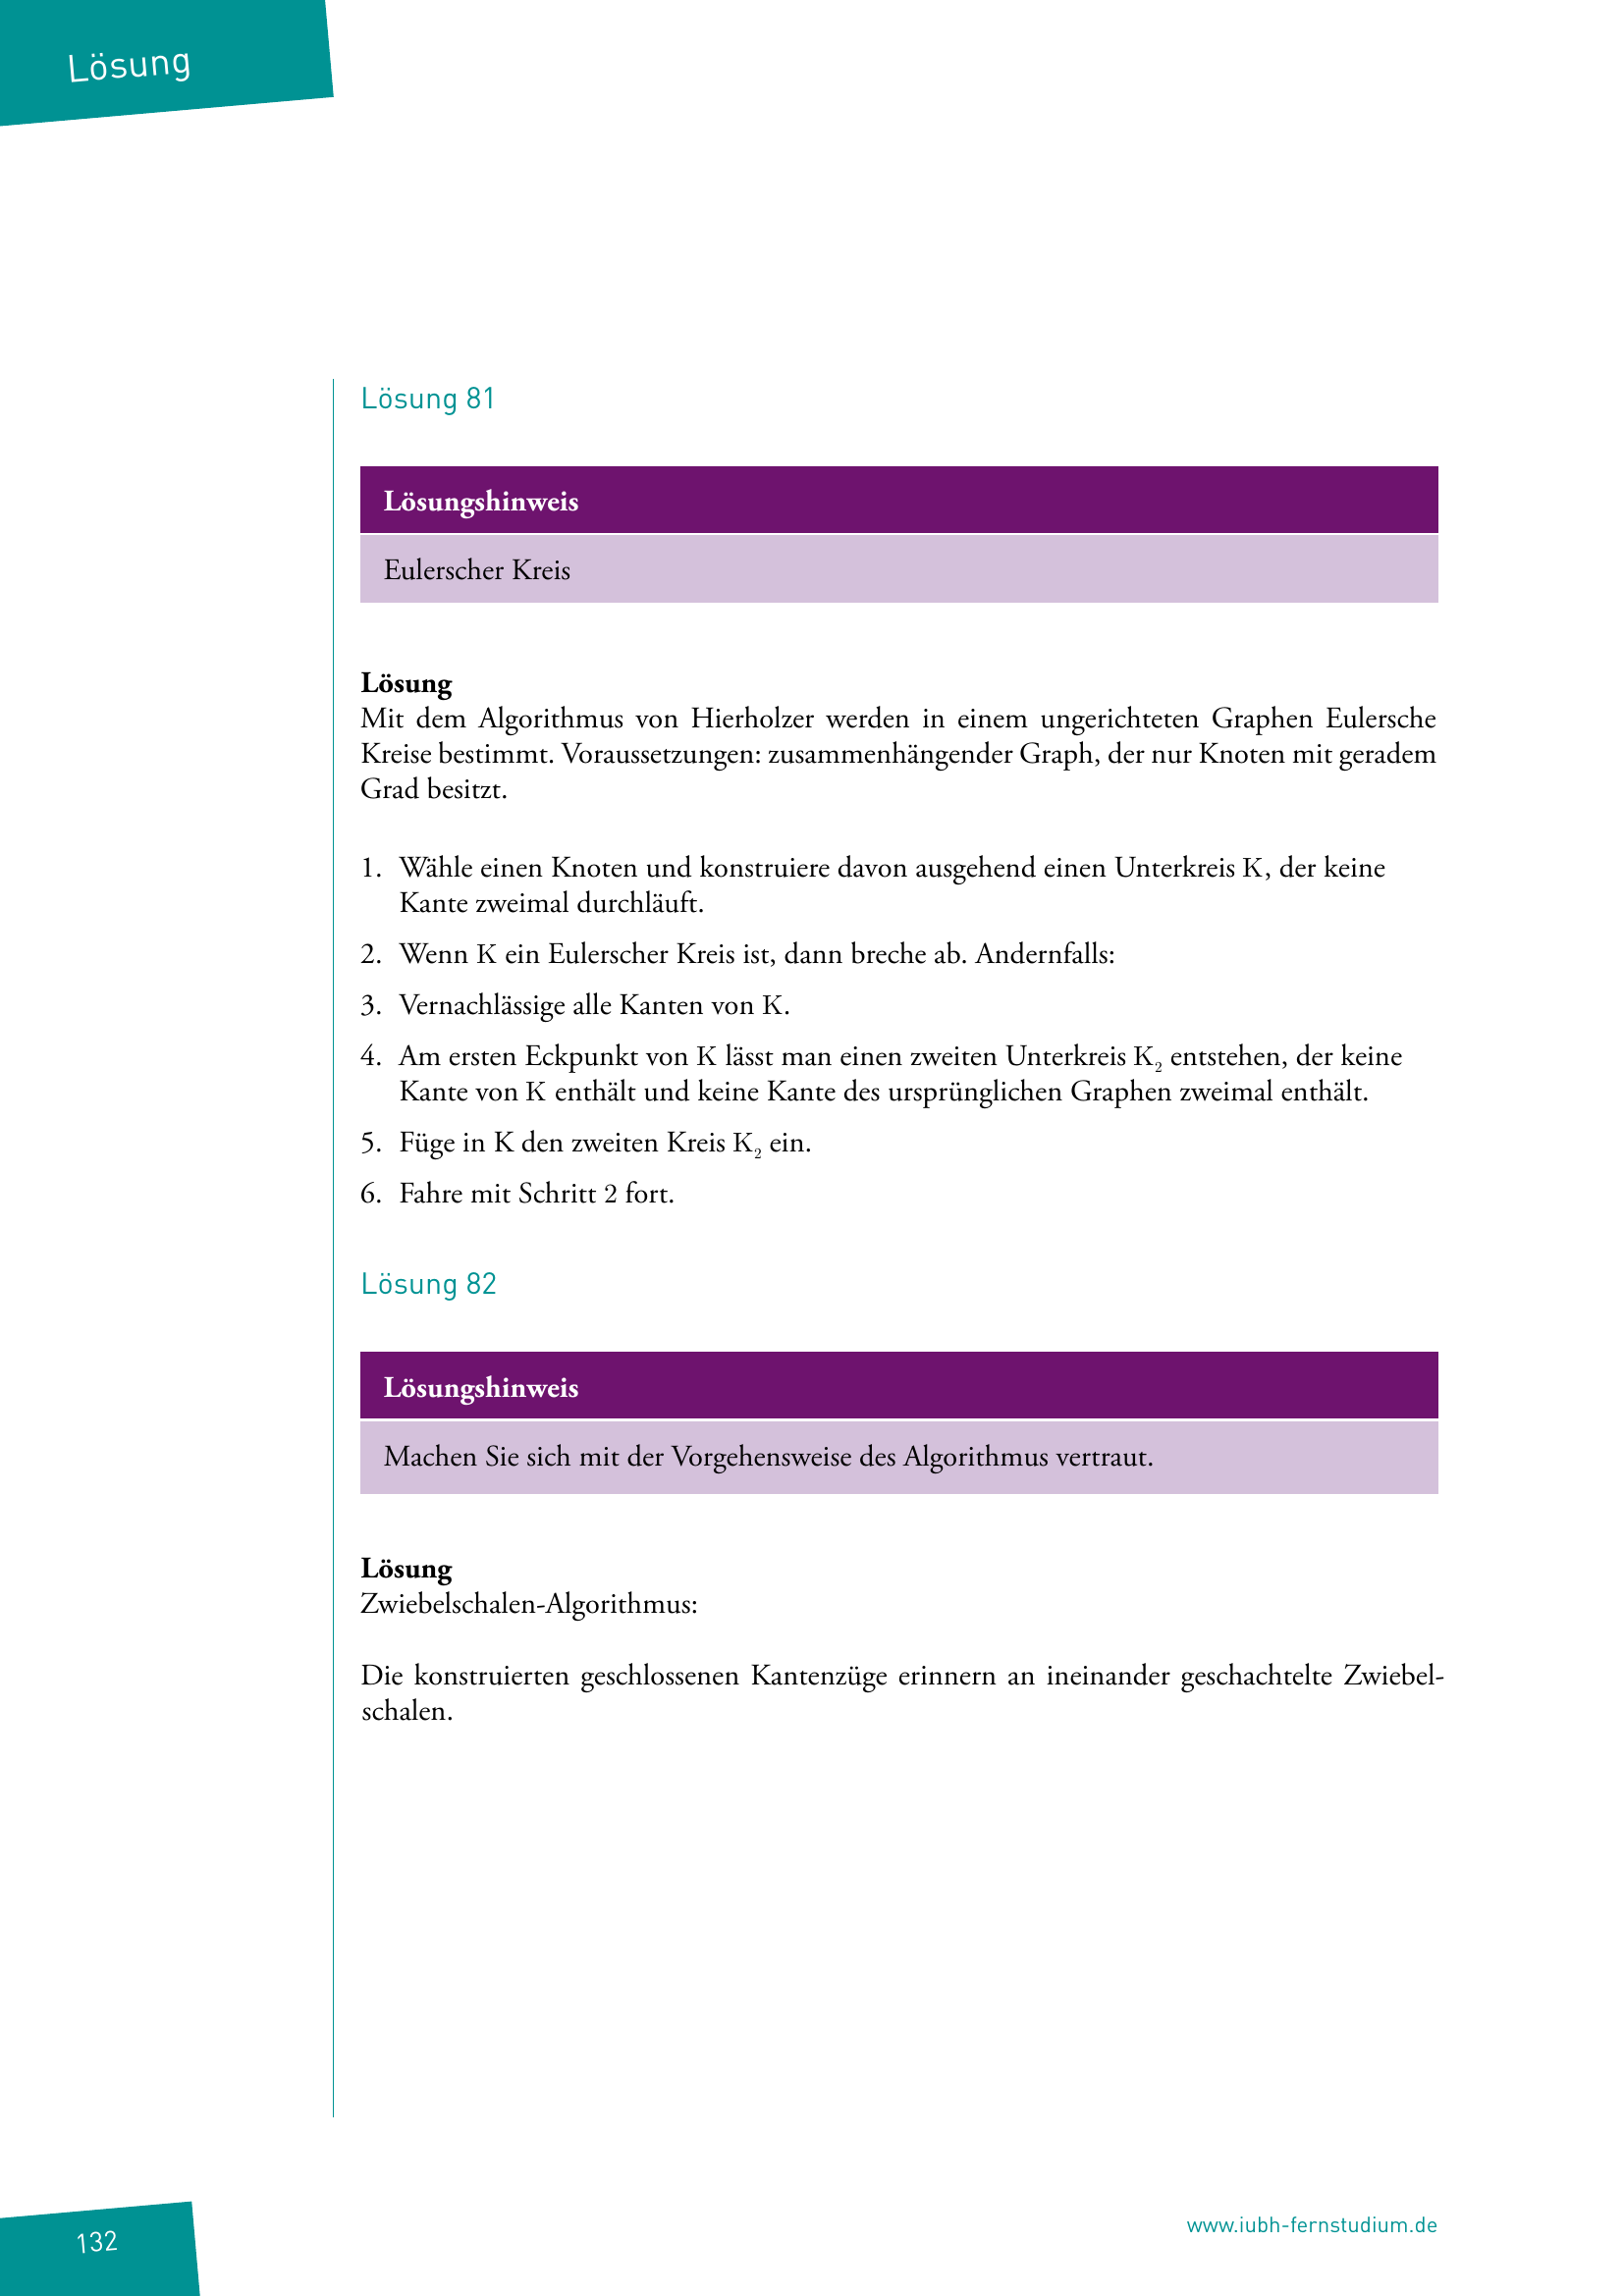 Lösung
Lösung 81
Lösungshinweis
Eulerscher Kreis
Lösung
Mit dem Algorithmus von Hierholzer werden in einem ungerichteten Graphen Eulersche
Kreise bestimmt. Voraussetzungen: zusammenhängender Graph, der nur Knoten mit geradem
Grad besitzt.
1. Wähle einen Knoten und konstruiere davon ausgehend einen Unterkreis K, der keine
Kante zweimal durchläuft.
2. Wenn K ein Eulerscher Kreis ist, dann breche ab. Andernfalls:
3. Vernachlässige alle Kanten von K.
4. Am ersten Eckpunkt von K lässt man einen zweiten Unterkreis K₂ entstehen, der keine
Kante von K enthält und keine Kante des ursprünglichen Graphen zweimal enthält.
5. Füge in K den zweiten Kreis K₂ ein.
6. Fahre mit Schritt 2 fort.
Lösung 82
Lösungshinweis
Machen Sie sich mit der Vorgehensweise des Algorithmus vertraut.
Lösung
Zwiebelschalen-Algorithmus:
Die konstruierten geschlossenen Kantenzüge erinnern an ineinander geschachtelte Zwiebel-
schalen.
132
www.iubh-fernstudium.de